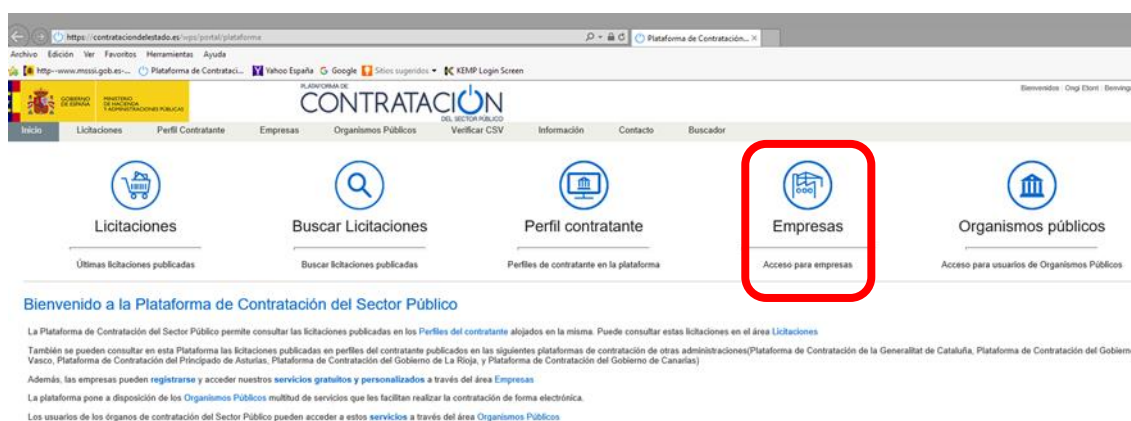 https://contrataciondelestado.es/wps/portal/plataforma
Plataforma de Contratación... ×
Archivo Edición Ver Favoritos Herramientas Ayuda
http--www.msssi.gob.es-... Plataforma de Contrataci... Yahoo España Google Sitios sugeridos KEMP Login Screen
GOBIERNO DE ESPAÑA
MINISTERIO DE HACIENDA Y ADMINISTRACIONES PÚBLICAS
PLATAFORMA DE
CONTRATACIÓN
DEL SECTOR PÚBLICO
Bienvenidos Ongi Etorri Benvingu
Inicio Licitaciones Perfil Contratante Empresas Organismos Públicos Verificar CSV Información Contacto Buscador
Licitaciones Buscar Licitaciones Perfil contratante Empresas Organismos públicos
Últimas licitaciones publicadas Buscar licitaciones publicadas Perfiles de contratante en la plataforma Acceso para empresas Acceso para usuarios de Organismos Públicos
Bienvenido a la Plataforma de Contratación del Sector Público
La Plataforma de Contratación del Sector Público permite consultar las licitaciones publicadas en los Perfiles del contratante alojados en la misma. Puede consultar estas licitaciones en el área Licitaciones
También se pueden consultar en esta Plataforma las licitaciones publicadas en perfiles del contratante publicados en las siguientes plataformas de contratación de otras administraciones(Plataforma de Contratación de la Generalitat de Cataluña, Plataforma de Contratación del Gobierno
Vasco, Plataforma de Contratación del Principado de Asturias, Plataforma de Contratación del Gobierno de La Rioja, y Plataforma de Contratación del Gobierno de Canarias)
Además, las empresas pueden registrarse y acceder nuestros servicios gratuitos y personalizados a través del área Empresas
La plataforma pone a disposición de los Organismos Públicos multitud de servicios que les facilitan realizar la contratación de forma electrónica.
Los usuarios de los órganos de contratación del Sector Público pueden acceder a estos servicios a través del área Organismos Públicos